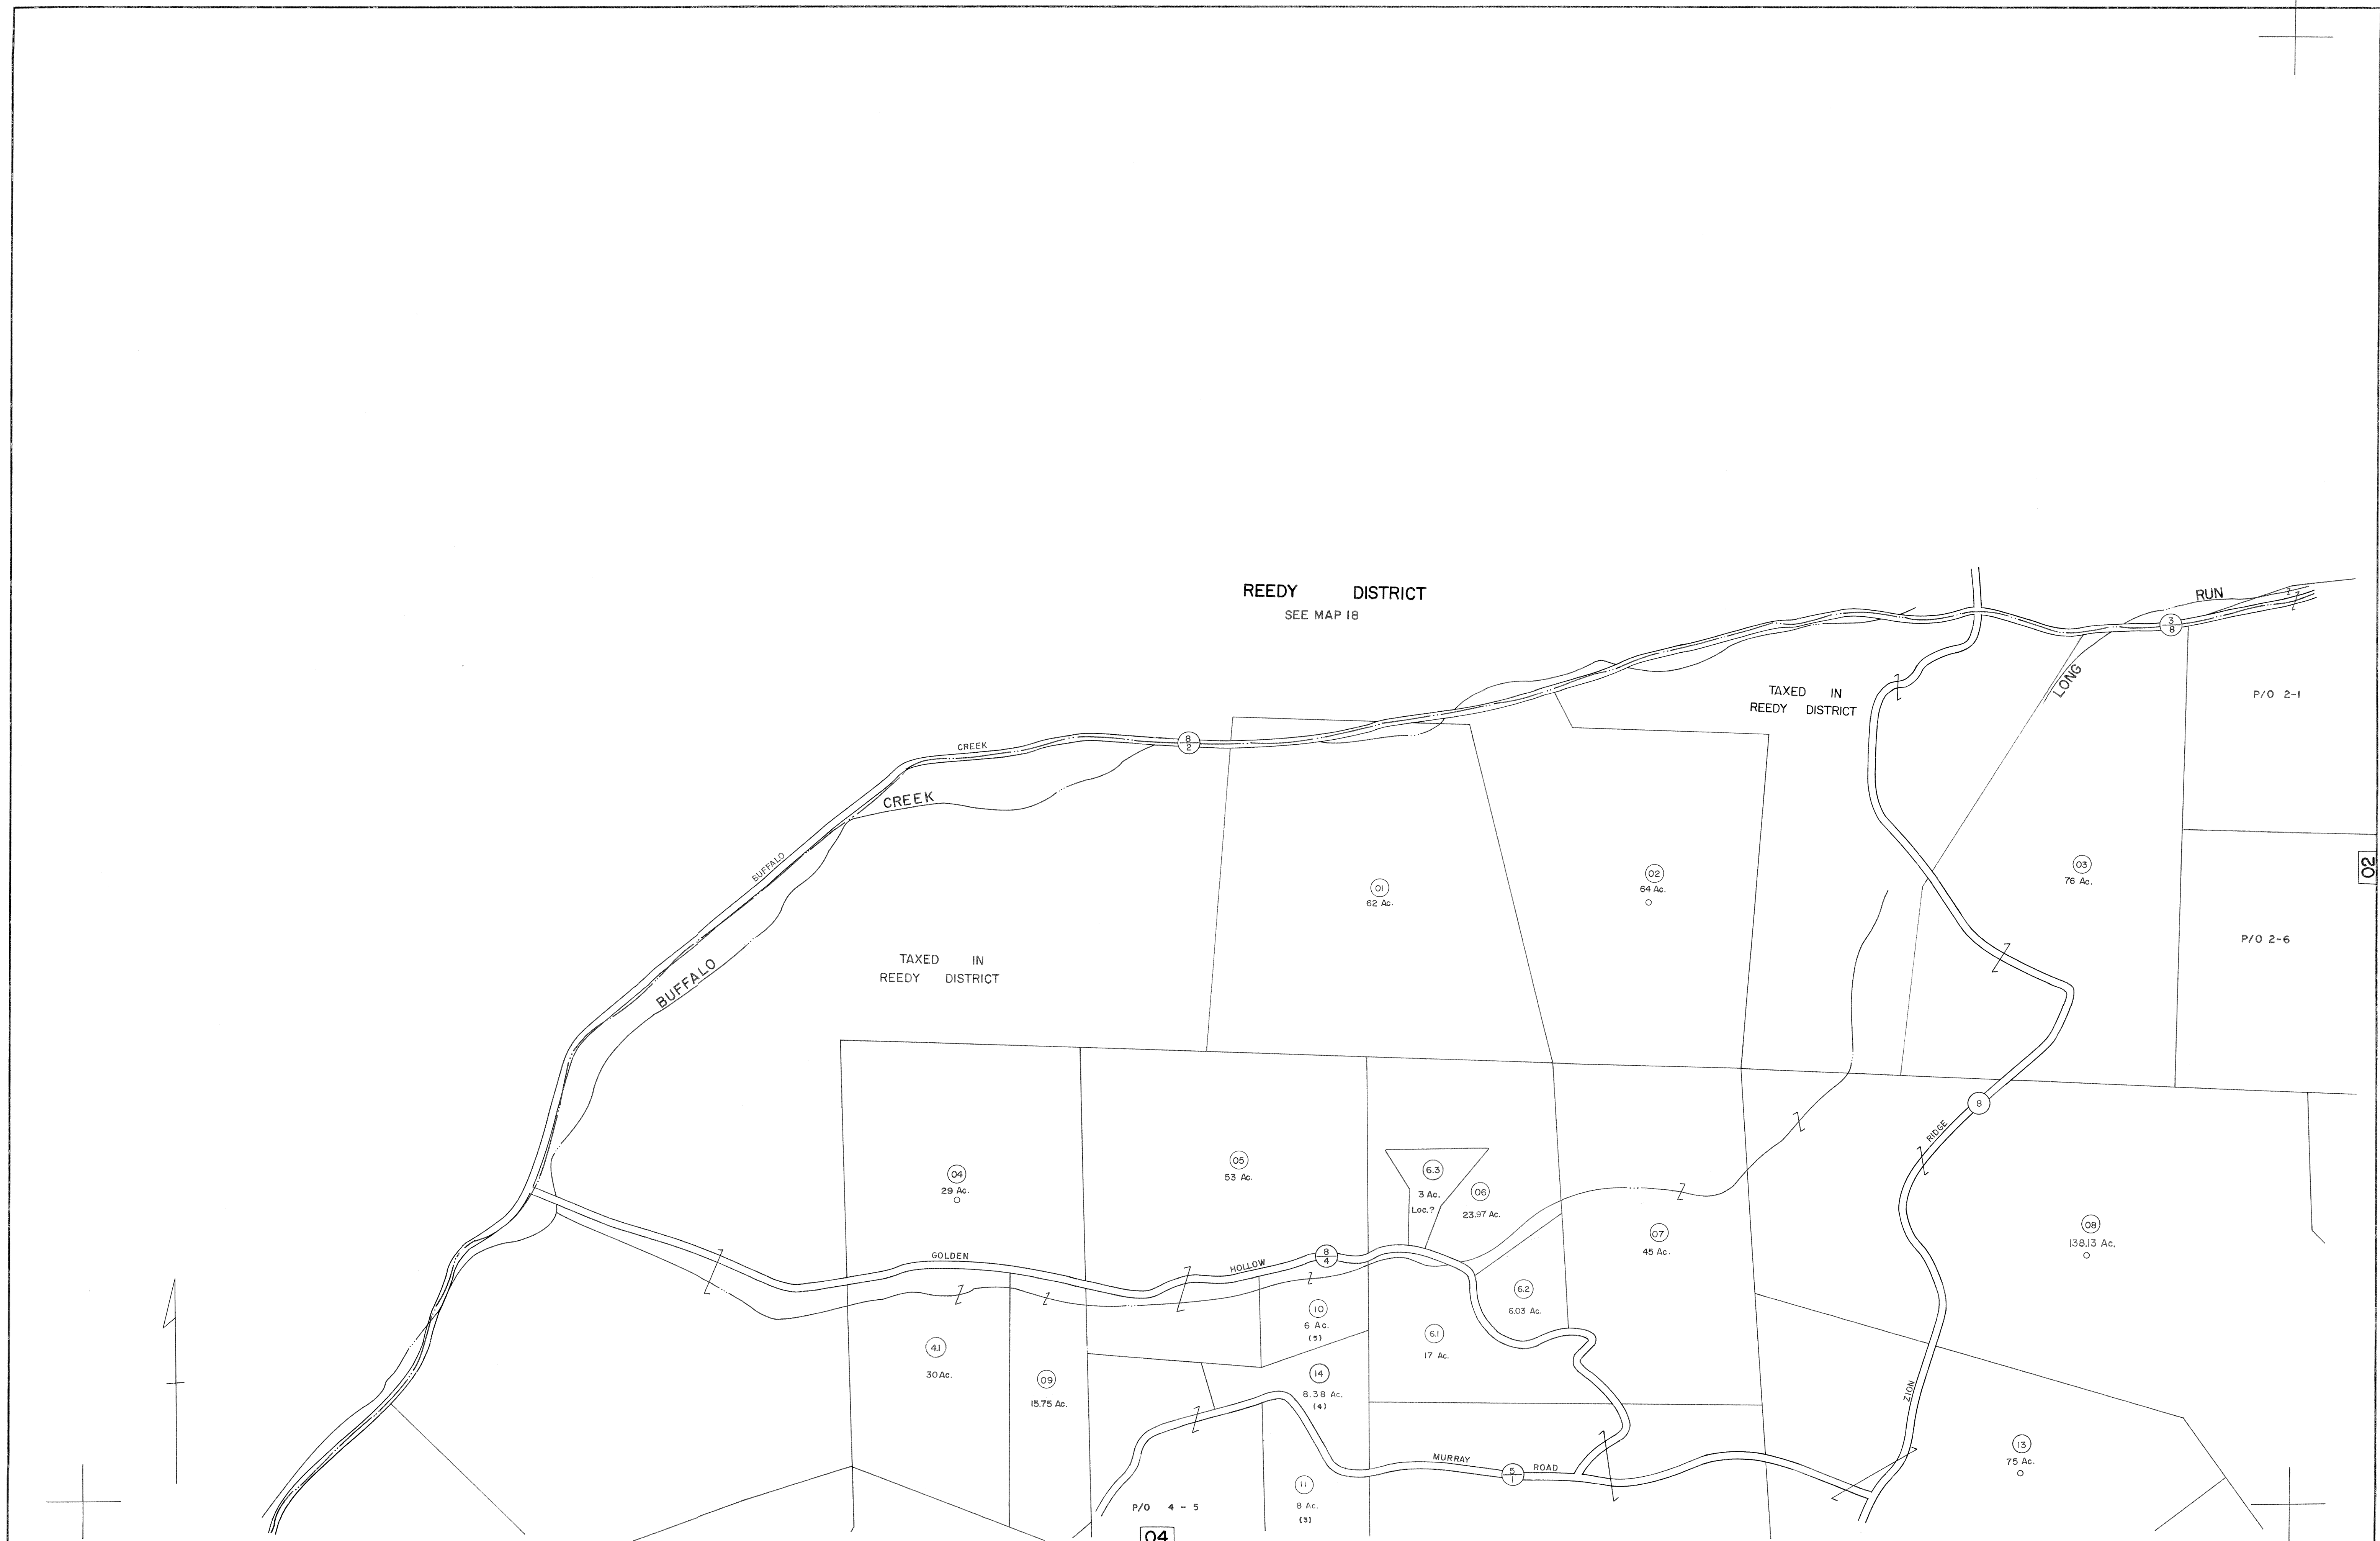 REEDY DISTRICT
SEE MAP 18
RUN
3
8
LONG
TAXED IN
REEDY DISTRICT
P/O 2-1
8
2
CREEK
CREEK
BUFFALO
BUFFALO
01
62 Ac.
02
64 Ac.
03
76 Ac.
02
P/O 2-6
TAXED IN
REEDY DISTRICT
8
RIDGE
04
29 Ac.
05
53 Ac.
6.3
3 Ac.
Loc.?
06
23.97 Ac.
07
45 Ac.
08
138.13 Ac.
GOLDEN
HOLLOW
8
4
10
6 Ac.
(5)
6.2
6.03 Ac.
4.1
30 Ac.
09
15.75 Ac.
14
8.38 Ac.
(4)
6.1
17 Ac.
ZION
13
75 Ac.
MURRAY
5
1
ROAD
11
8 Ac.
(3)
P/O 4 - 5
04